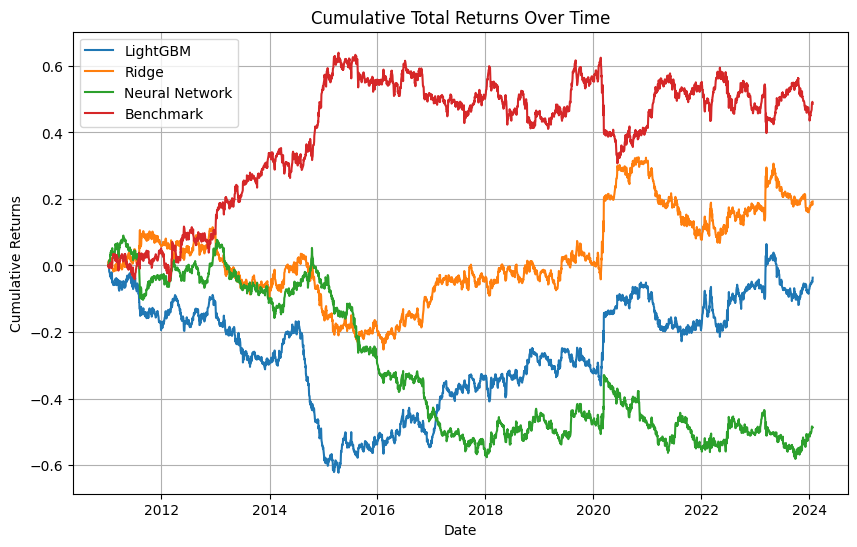 Cumulative Total Returns Over Time
LightGBM
Ridge
Neural Network
Benchmark
Cumulative Returns
0.6
0.4
0.2
0.0
−0.2
−0.4
−0.6
2012 2014 2016 2018 2020 2022 2024
Date